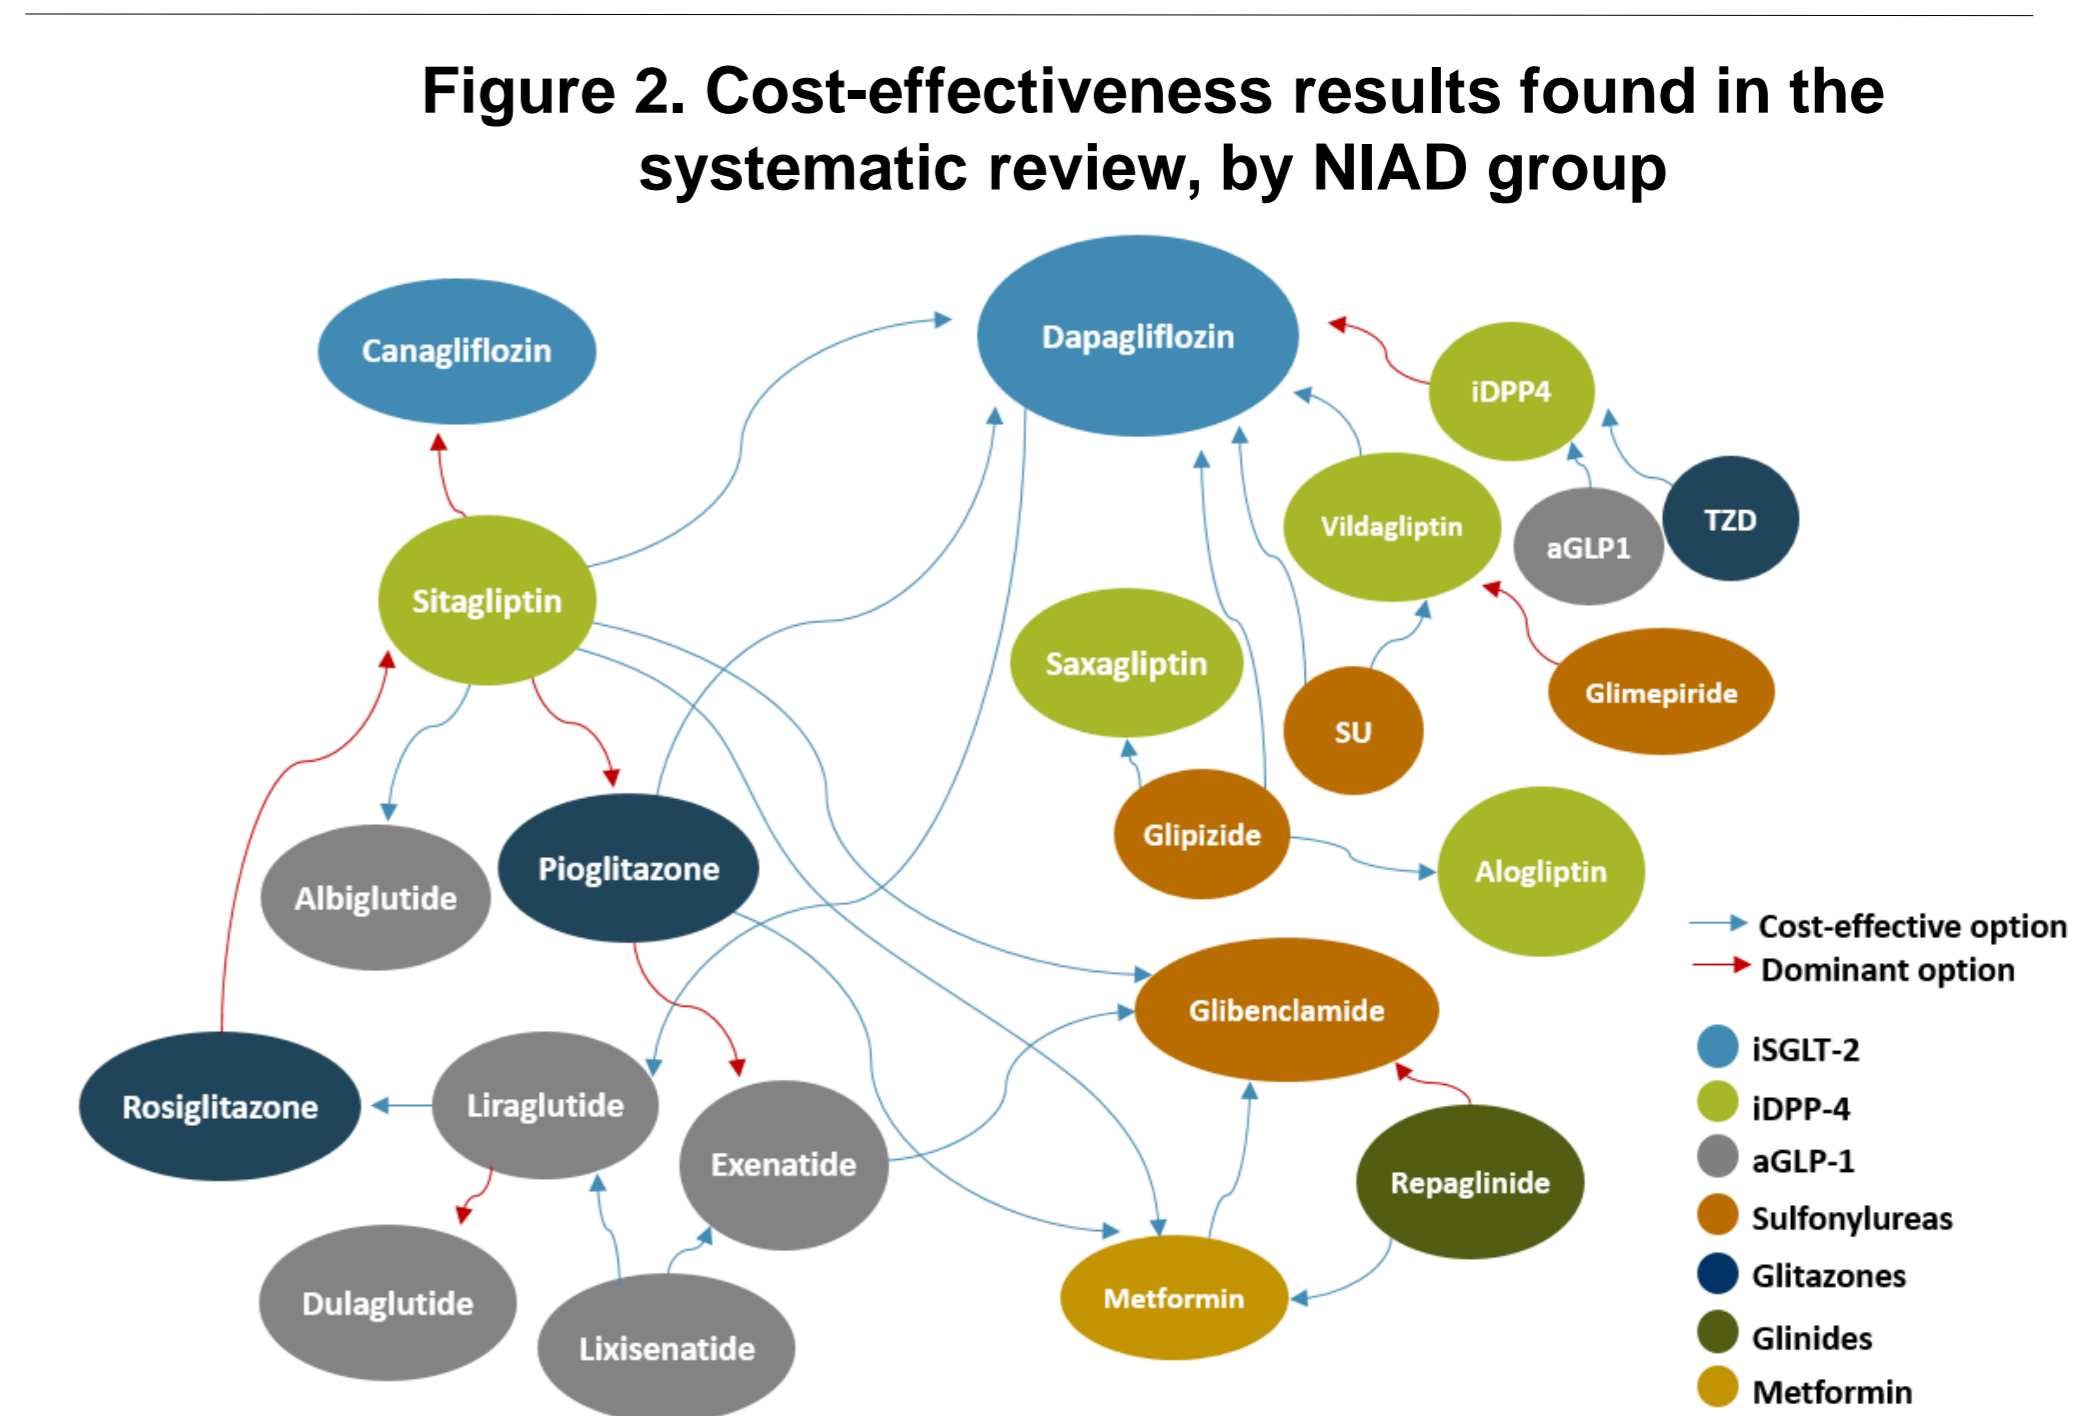 Figure 2. Cost-effectiveness results found in the
systematic review, by NIAD group
Canagliflozin
Dapagliflozin
iDPP4
Vildagliptin
aGLP1
TZD
Sitagliptin
Saxagliptin
SU
Glimepiride
Glipizide
Alogliptin
Albiglutide
Pioglitazone
Cost-effective option
Dominant option
Glibenclamide
Rosiglitazone
Liraglutide
Exenatide
Repaglinide
Dulaglutide
Lixisenatide
Metformin
iSGLT-2
iDPP-4
aGLP-1
Sulfonylureas
Glitazones
Glinides
Metformin